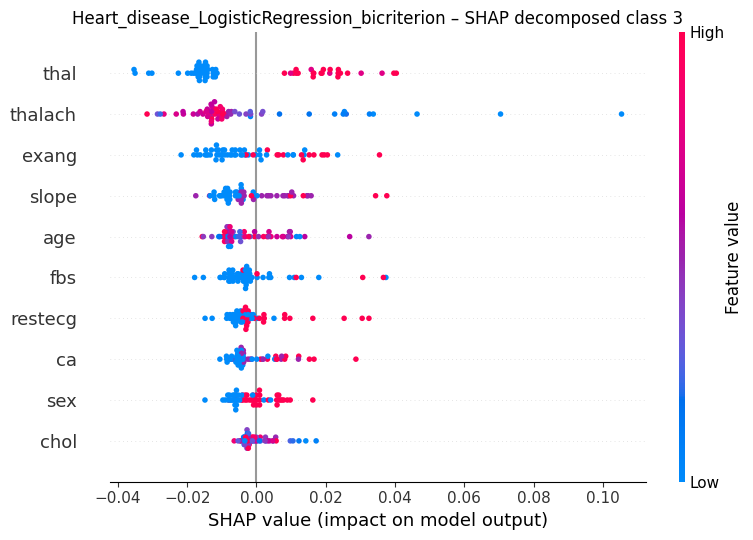 Heart_disease_LogisticRegression_bicriterion – SHAP decomposed class 3
High
thal
thalach
exang
slope
age
fbs
restecg
ca
sex
chol
Feature value
Low
−0.04 −0.02 0.00 0.02 0.04 0.06 0.08 0.10
SHAP value (impact on model output)